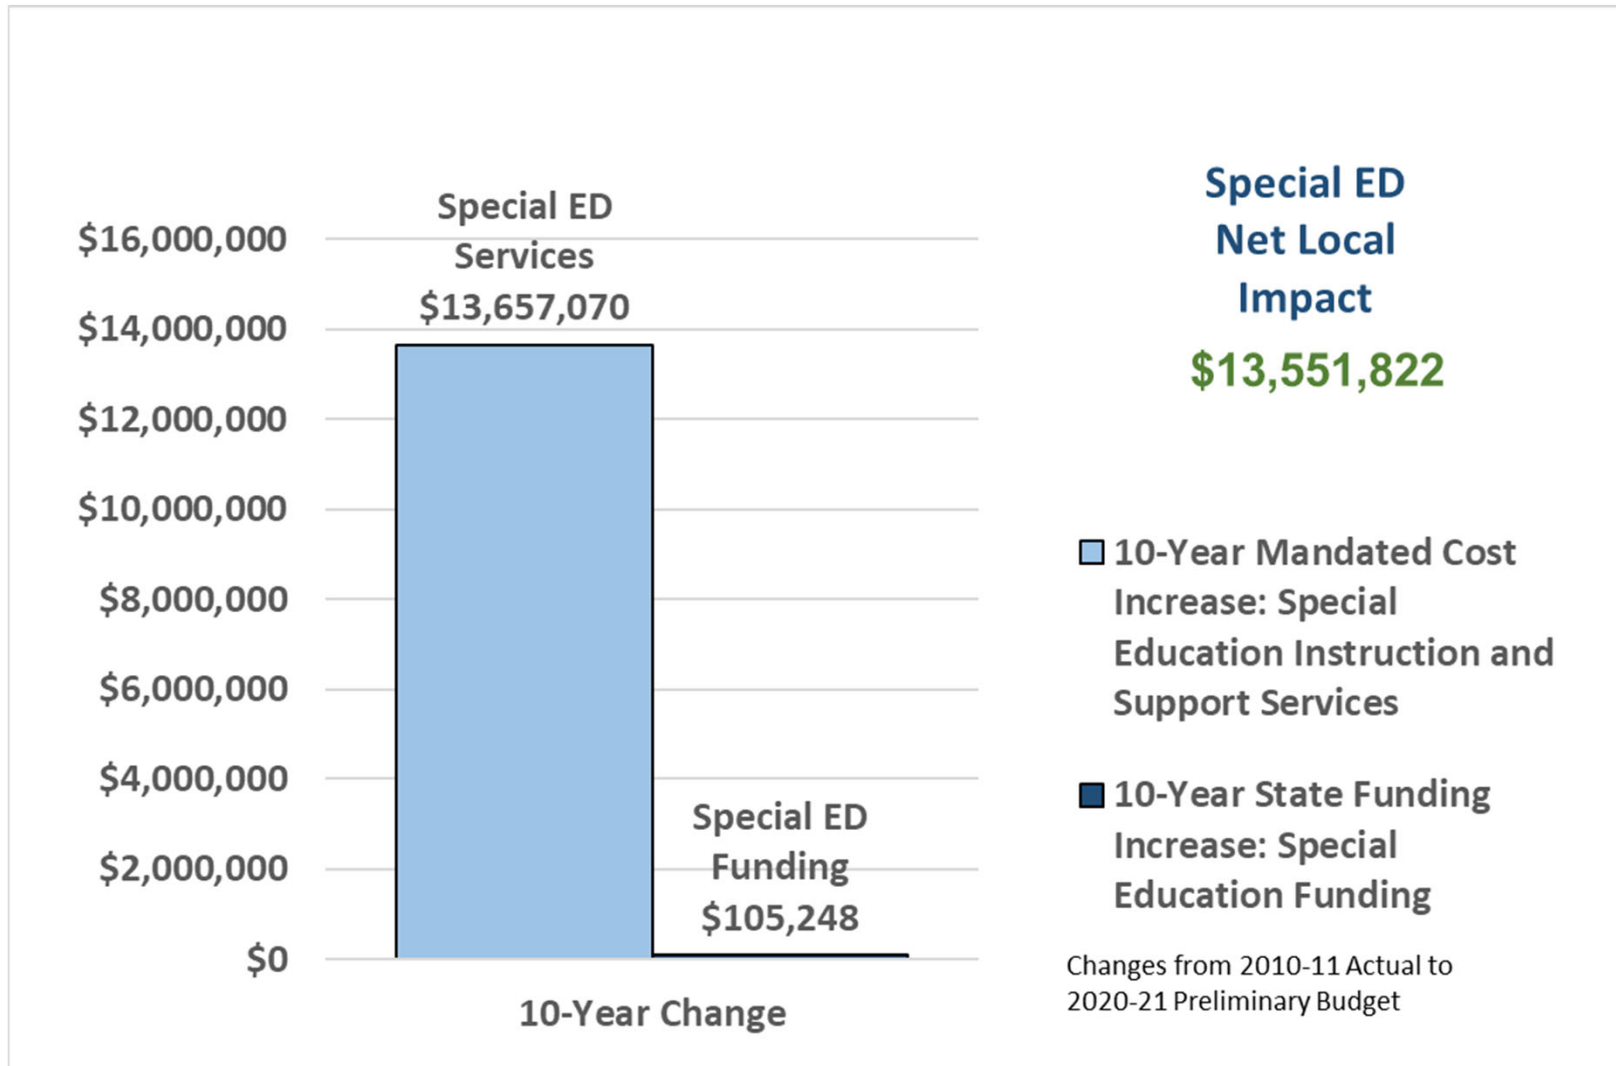 Special ED
Services
$13,657,070
$16,000,000
$14,000,000
$12,000,000
$10,000,000
$8,000,000
$6,000,000
$4,000,000
$2,000,000
$0
Special ED
Funding
$105,248
10-Year Change
Special ED
Net Local
Impact
$13,551,822
10-Year Mandated Cost
Increase: Special
Education Instruction and
Support Services
10-Year State Funding
Increase: Special
Education Funding
Changes from 2010-11 Actual to
2020-21 Preliminary Budget